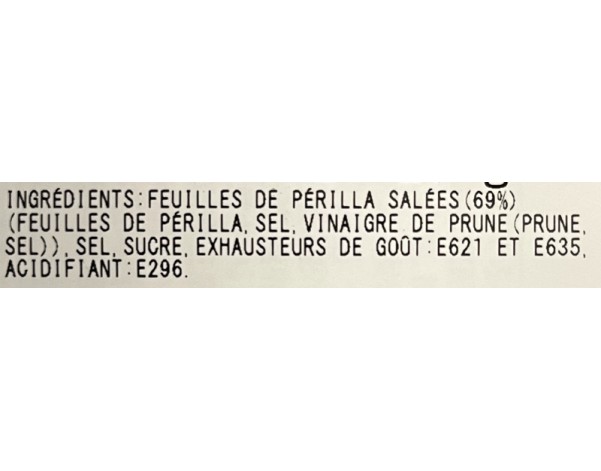 INGRÉDIENTS:FEUILLES DE PÉRILLA SALÉES(69%)
(FEUILLES DE PÉRILLA, SEL, VINAIGRE DE PRUNE(PRUNE,
SEL)), SEL, SUCRE, EXHAUSTEURS DE GOÛT:E621 ET E635,
ACIDIFIANT:E296.